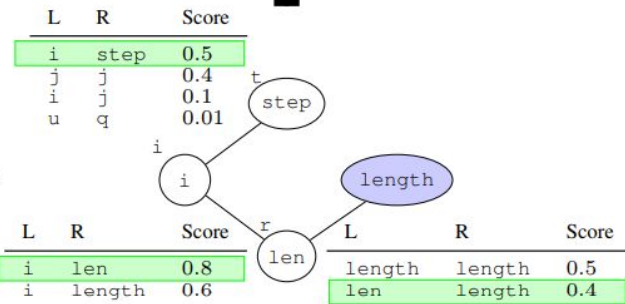 L R Score
i step 0.5
j j 0.4
i j 0.1
u q 0.01
t
step
i
i
length
r
len
L R Score
i len 0.8
i length 0.6
L R Score
length length 0.5
len length 0.4